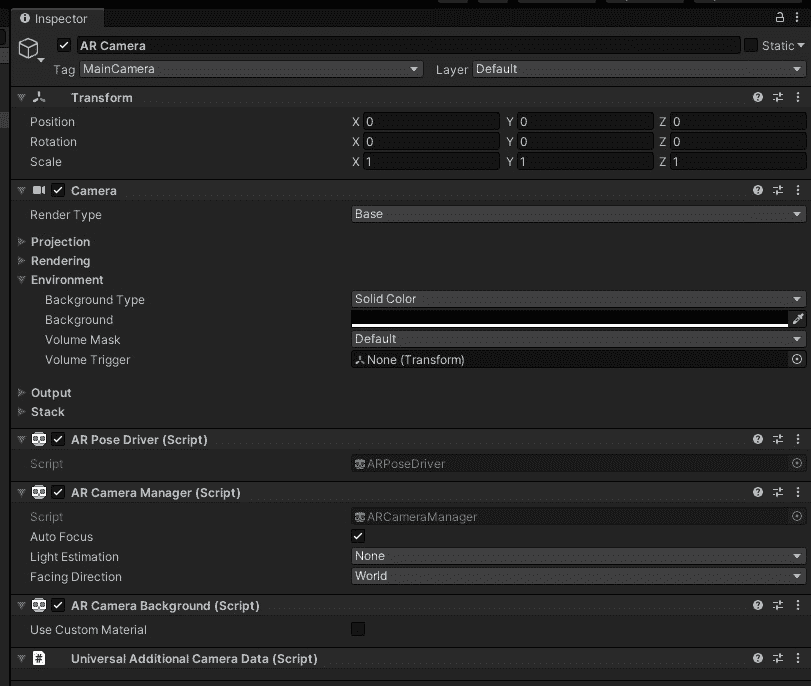 Inspector
AR Camera Static
Tag MainCamera Layer Default
Transform
Position X 0 Y 0 Z 0
Rotation X 0 Y 0 Z 0
Scale X 1 Y 1 Z 1
Camera
Render Type Base
Projection
Rendering
Environment
Background Type Solid Color
Background
Volume Mask Default
Volume Trigger None (Transform)
Output
Stack
AR Pose Driver (Script)
Script ARPoseDriver
AR Camera Manager (Script)
Script ARCameraManager
Auto Focus
Light Estimation None
Facing Direction World
AR Camera Background (Script)
Use Custom Material
# Universal Additional Camera Data (Script)